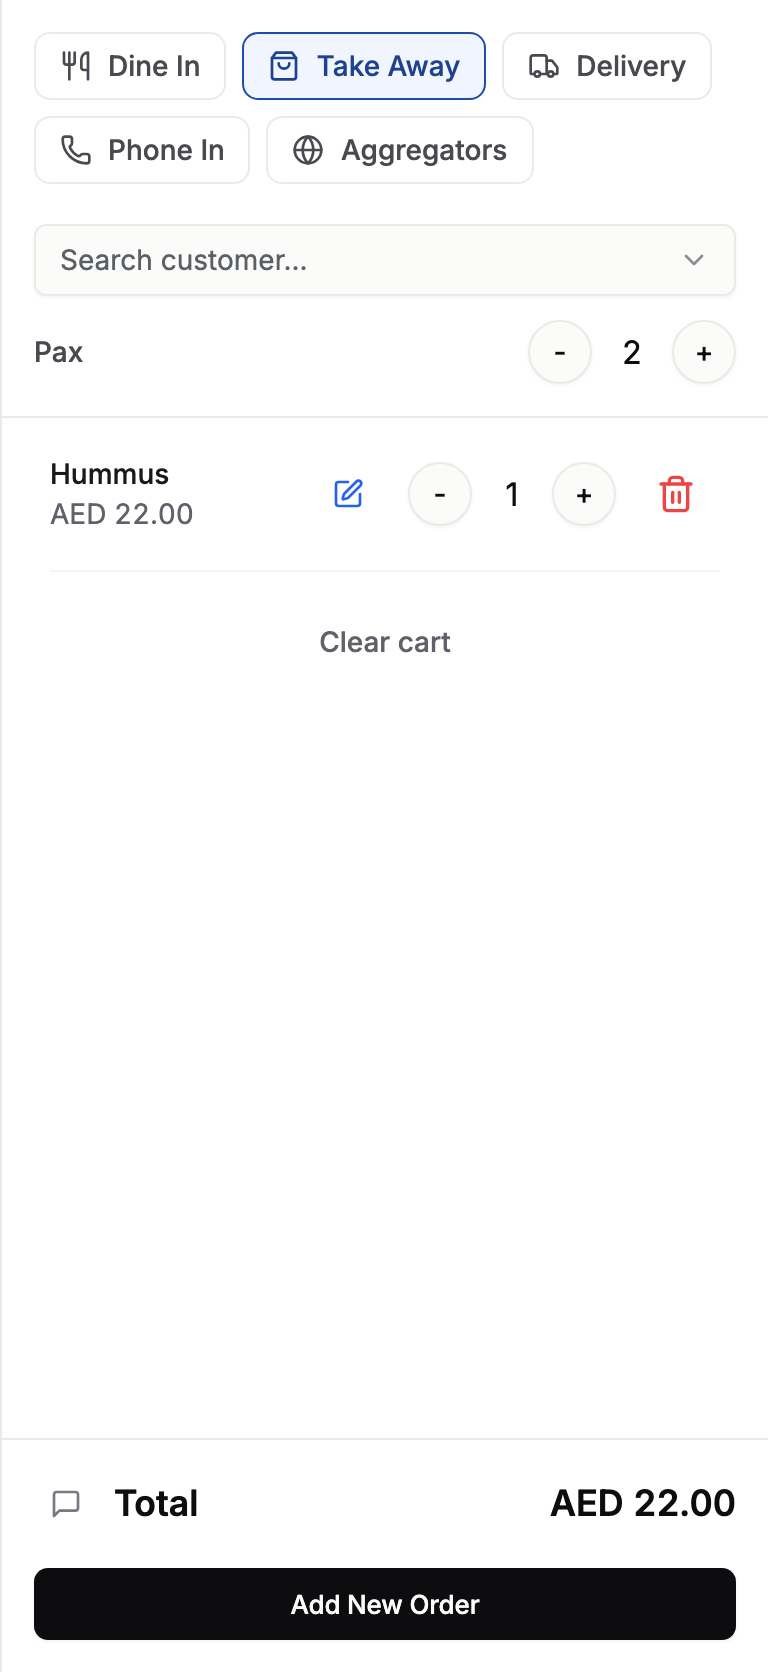 Dine In
Take Away
Delivery
Phone In
Aggregators
Search customer...
Pax
- 2 +
Hummus
AED 22.00
- 1 +
Clear cart
Total AED 22.00
Add New Order